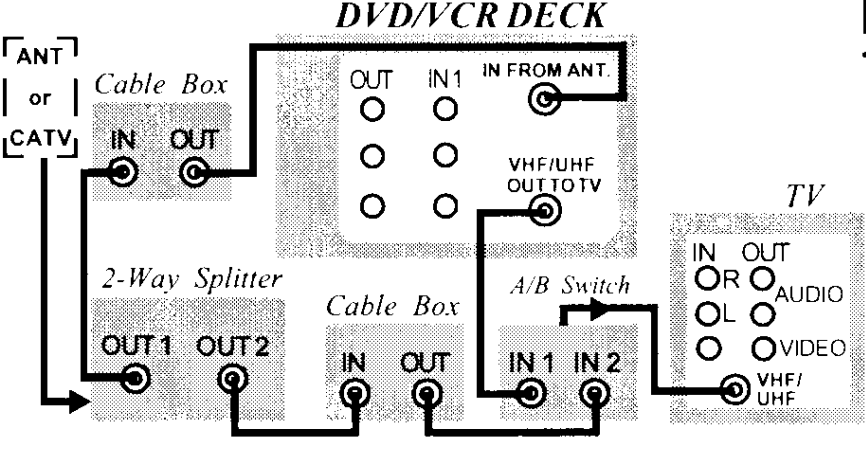 DVD/VCR DECK
ANT
or
CATV
Cable Box
IN OUT
OUT IN 1 IN FROM ANT.
VHF/UHF
OUT TO TV
2-Way Splitter
OUT 1 OUT 2
Cable Box
IN OUT
A/B Switch
IN 1 IN 2
TV
IN OUT
R AUDIO
L
VIDEO
VHF/
UHF